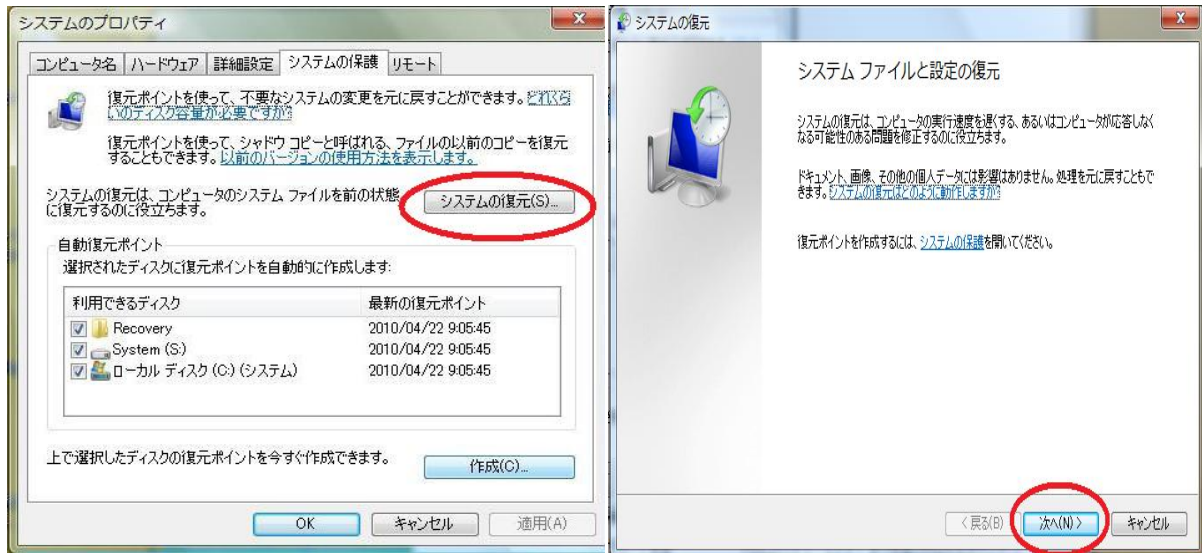 システムのプロパティ
コンピュータ名 ハードウェア 詳細設定 システムの保護 リモート
復元ポイントを使って、不要なシステムの変更を元に戻すことができます。どれくら
いのディスク容量が必要ですか?
復元ポイントを使って、シャドウ コピーと呼ばれる、ファイルの以前のコピーを復元
することもできます。以前のバージョンの使用方法を表示します。
システムの復元は、コンピュータのシステム ファイルを前の状態
に復元するのに役立ちます。
システムの復元(S)...
自動復元ポイント
選択されたディスクに復元ポイントを自動的に作成します:
利用できるディスク 最新の復元ポイント
Recovery 2010/04/22 9:05:45
System (S:) 2010/04/22 9:05:45
ローカル ディスク (C:) (システム) 2010/04/22 9:05:45
上で選択したディスクの復元ポイントを今すぐ作成できます。
作成(C)...
OK キャンセル 適用(A)
システムの復元
システム ファイルと設定の復元
システムの復元は、コンピュータの実行速度を遅くする、あるいはコンピュータが応答しなく
なる可能性のある問題を修正するのに役立ちます。
ドキュメント、画像、その他の個人データには影響はありません。処理を元に戻すこともで
きます。システムの復元はどのように動作しますか?
復元ポイントを作成するには、システムの保護を開いてください。
< 戻る(B) 次へ(N) > キャンセル